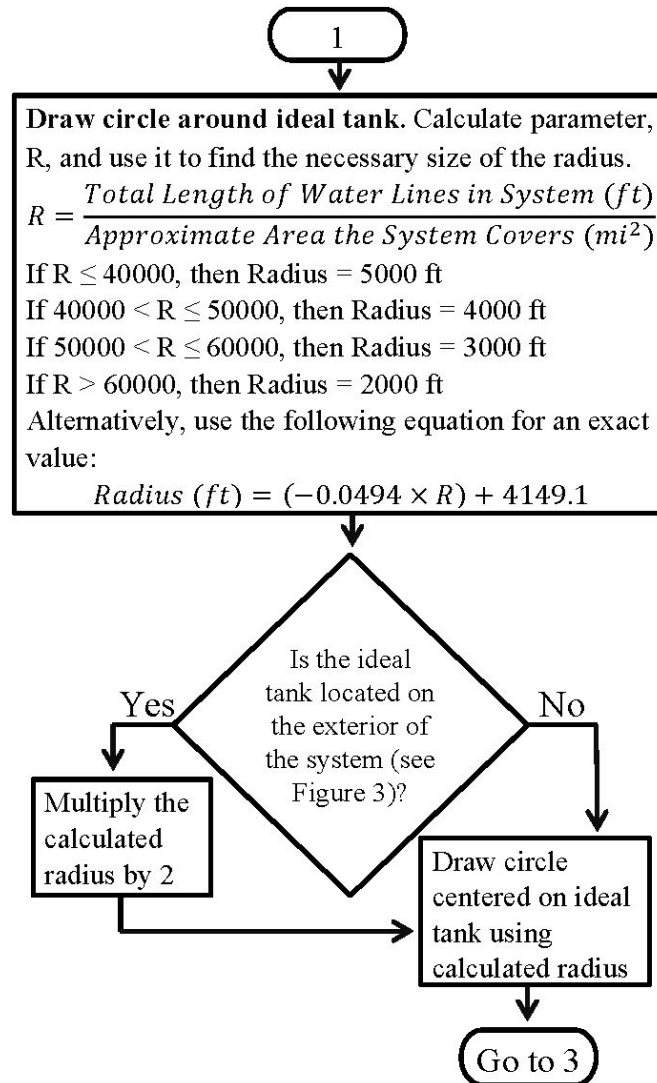 1
Draw circle around ideal tank. Calculate parameter,
R, and use it to find the necessary size of the radius.
R = Total Length of Water Lines in System (ft) / Approximate Area the System Covers (mi²)
If R ≤ 40000, then Radius = 5000 ft
If 40000 < R ≤ 50000, then Radius = 4000 ft
If 50000 < R ≤ 60000, then Radius = 3000 ft
If R > 60000, then Radius = 2000 ft
Alternatively, use the following equation for an exact
value:
Radius (ft) = (−0.0494 × R) + 4149.1
Is the ideal
tank located on
the exterior of
the system (see
Figure 3)?
Yes
No
Multiply the
calculated
radius by 2
Draw circle
centered on ideal
tank using
calculated radius
Go to 3